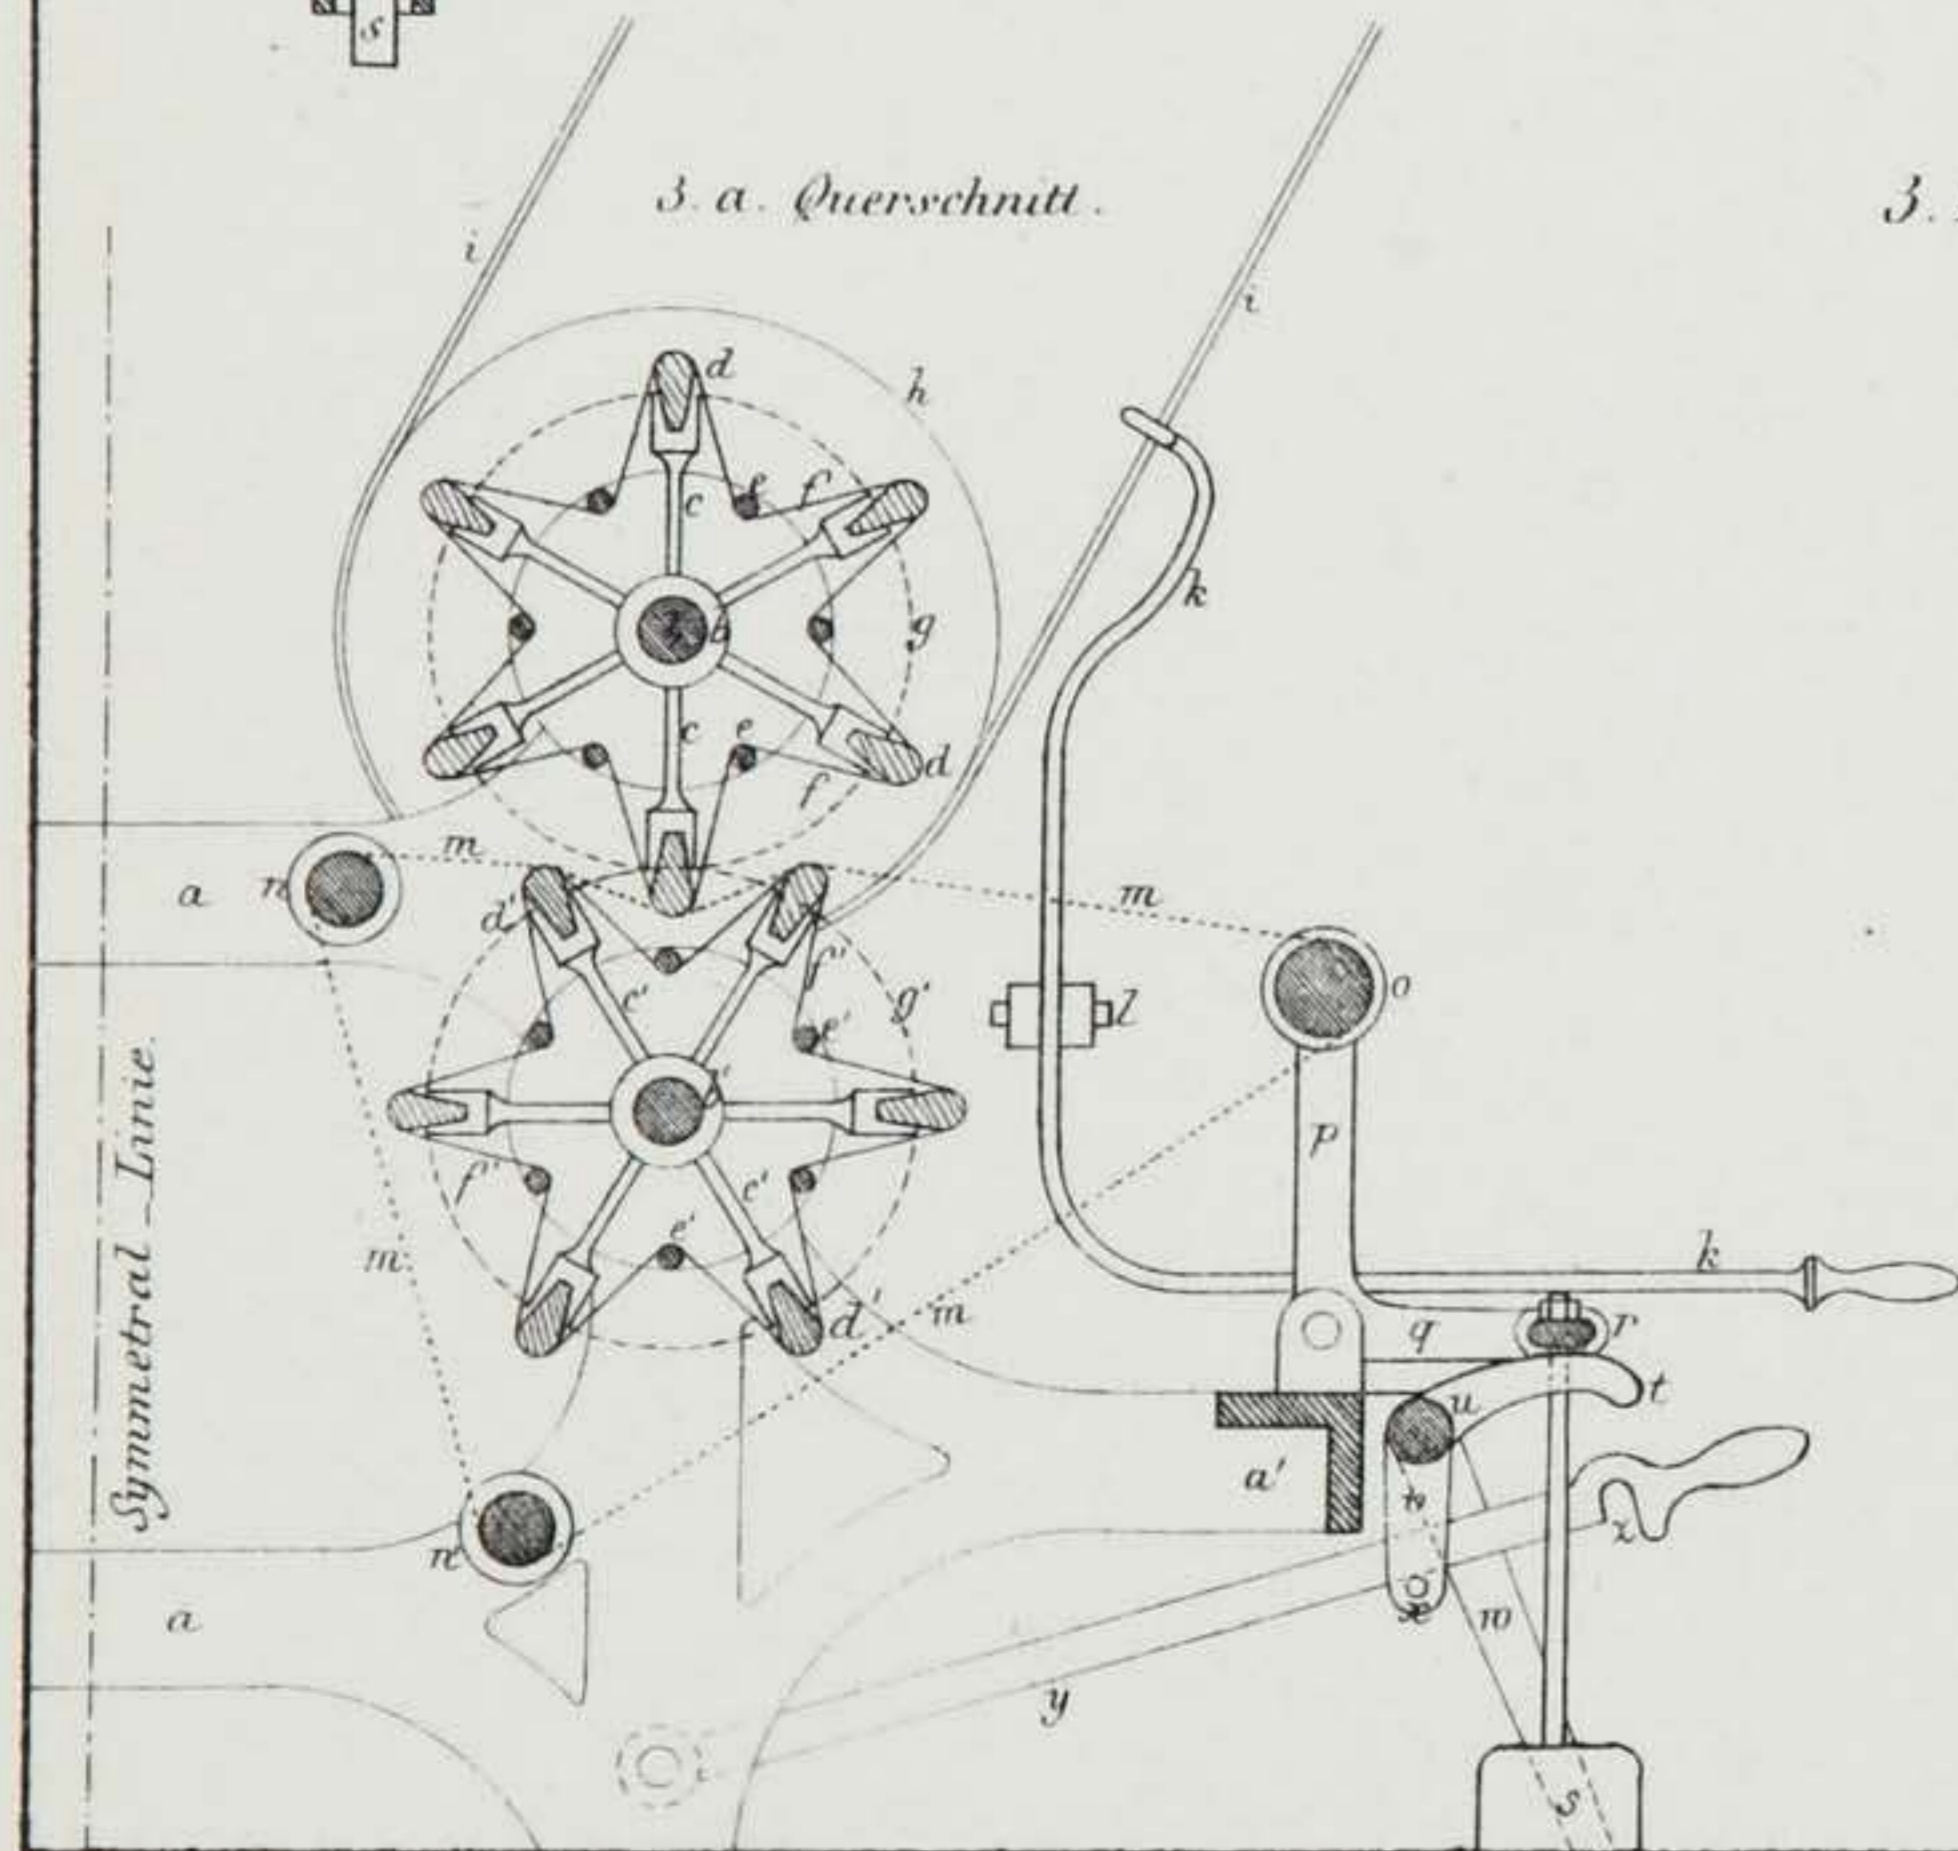 s
3. a. Querschnitt.
3.
i
i
d
h
c
e
f
k
b
g
c
e
d
f
m
a
n
d'
m
f'
c'
g'
l
o
e'
b'
p
f'
c'
e'
m
k
d'
m
q
r
t
u
a'
v
z
n
x
w
a
y
s
Symmetral-Linie.